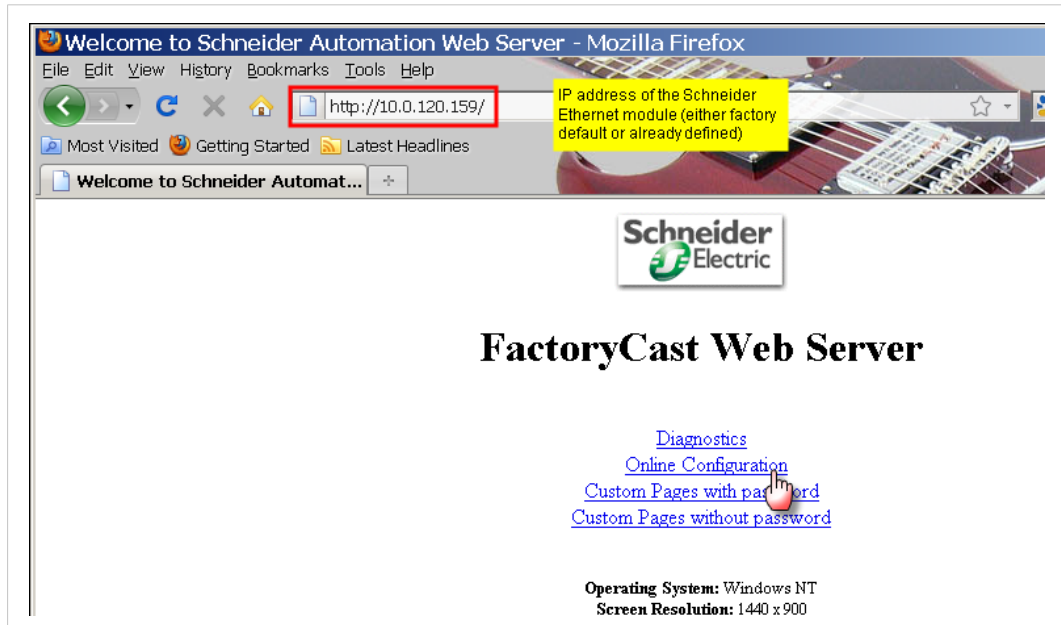 Welcome to Schneider Automation Web Server - Mozilla Firefox
File Edit View History Bookmarks Tools Help
http://10.0.120.159/
IP address of the Schneider
Ethernet module (either factory
default or already defined)
Most Visited Getting Started Latest Headlines
Welcome to Schneider Automat...
Schneider
Electric
FactoryCast Web Server
Diagnostics
Online Configuration
Custom Pages with password
Custom Pages without password
Operating System: Windows NT
Screen Resolution: 1440 x 900